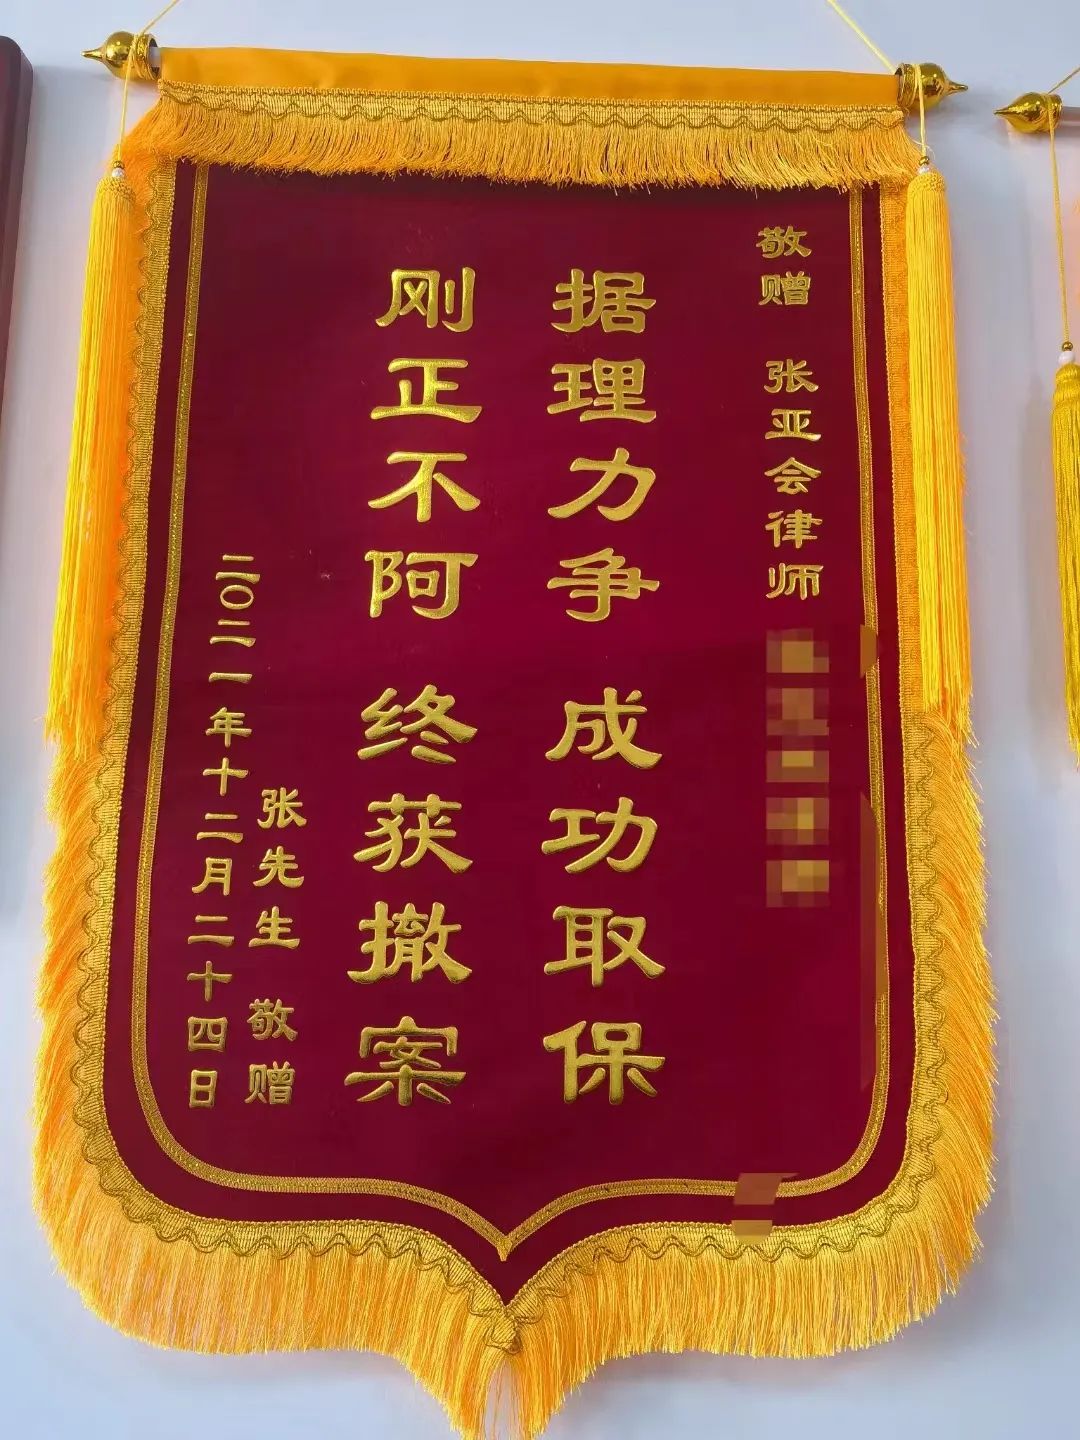 敬赠 张亚会律师
据理力争 成功取保
刚正不阿 终获撤案
张先生 敬赠
二〇二一年十二月二十四日